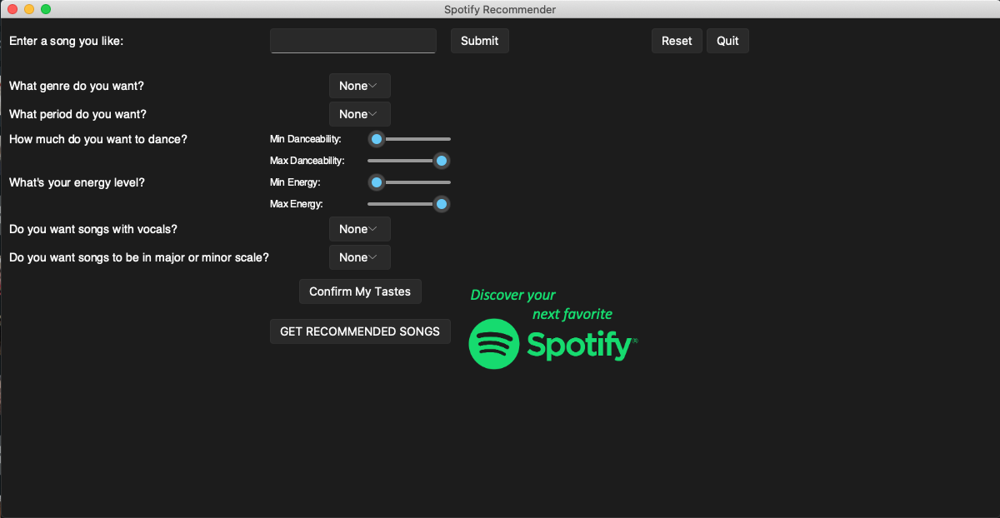 Spotify Recommender
Enter a song you like: Submit Reset Quit
What genre do you want? None
What period do you want? None
How much do you want to dance? Min Danceability:
Max Danceability:
What's your energy level? Min Energy:
Max Energy:
Do you want songs with vocals? None
Do you want songs to be in major or minor scale? None
Confirm My Tastes
Discover your
next favorite
GET RECOMMENDED SONGS
Spotify®